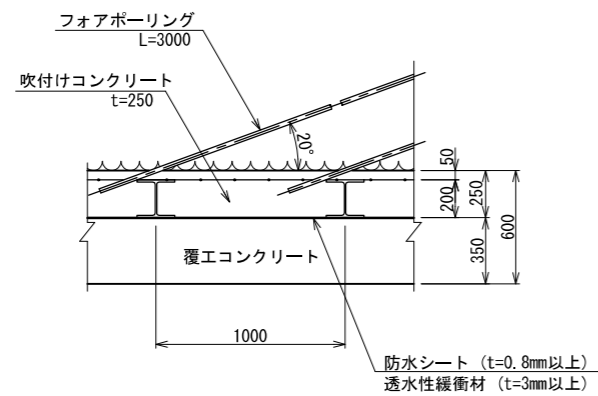 フォアポーリング
L=3000
吹付けコンクリート
t=250
20°
50
200
250
600
350
覆工コンクリート
1000
防水シート (t=0.8mm以上)
透水性緩衝材 (t=3mm以上)